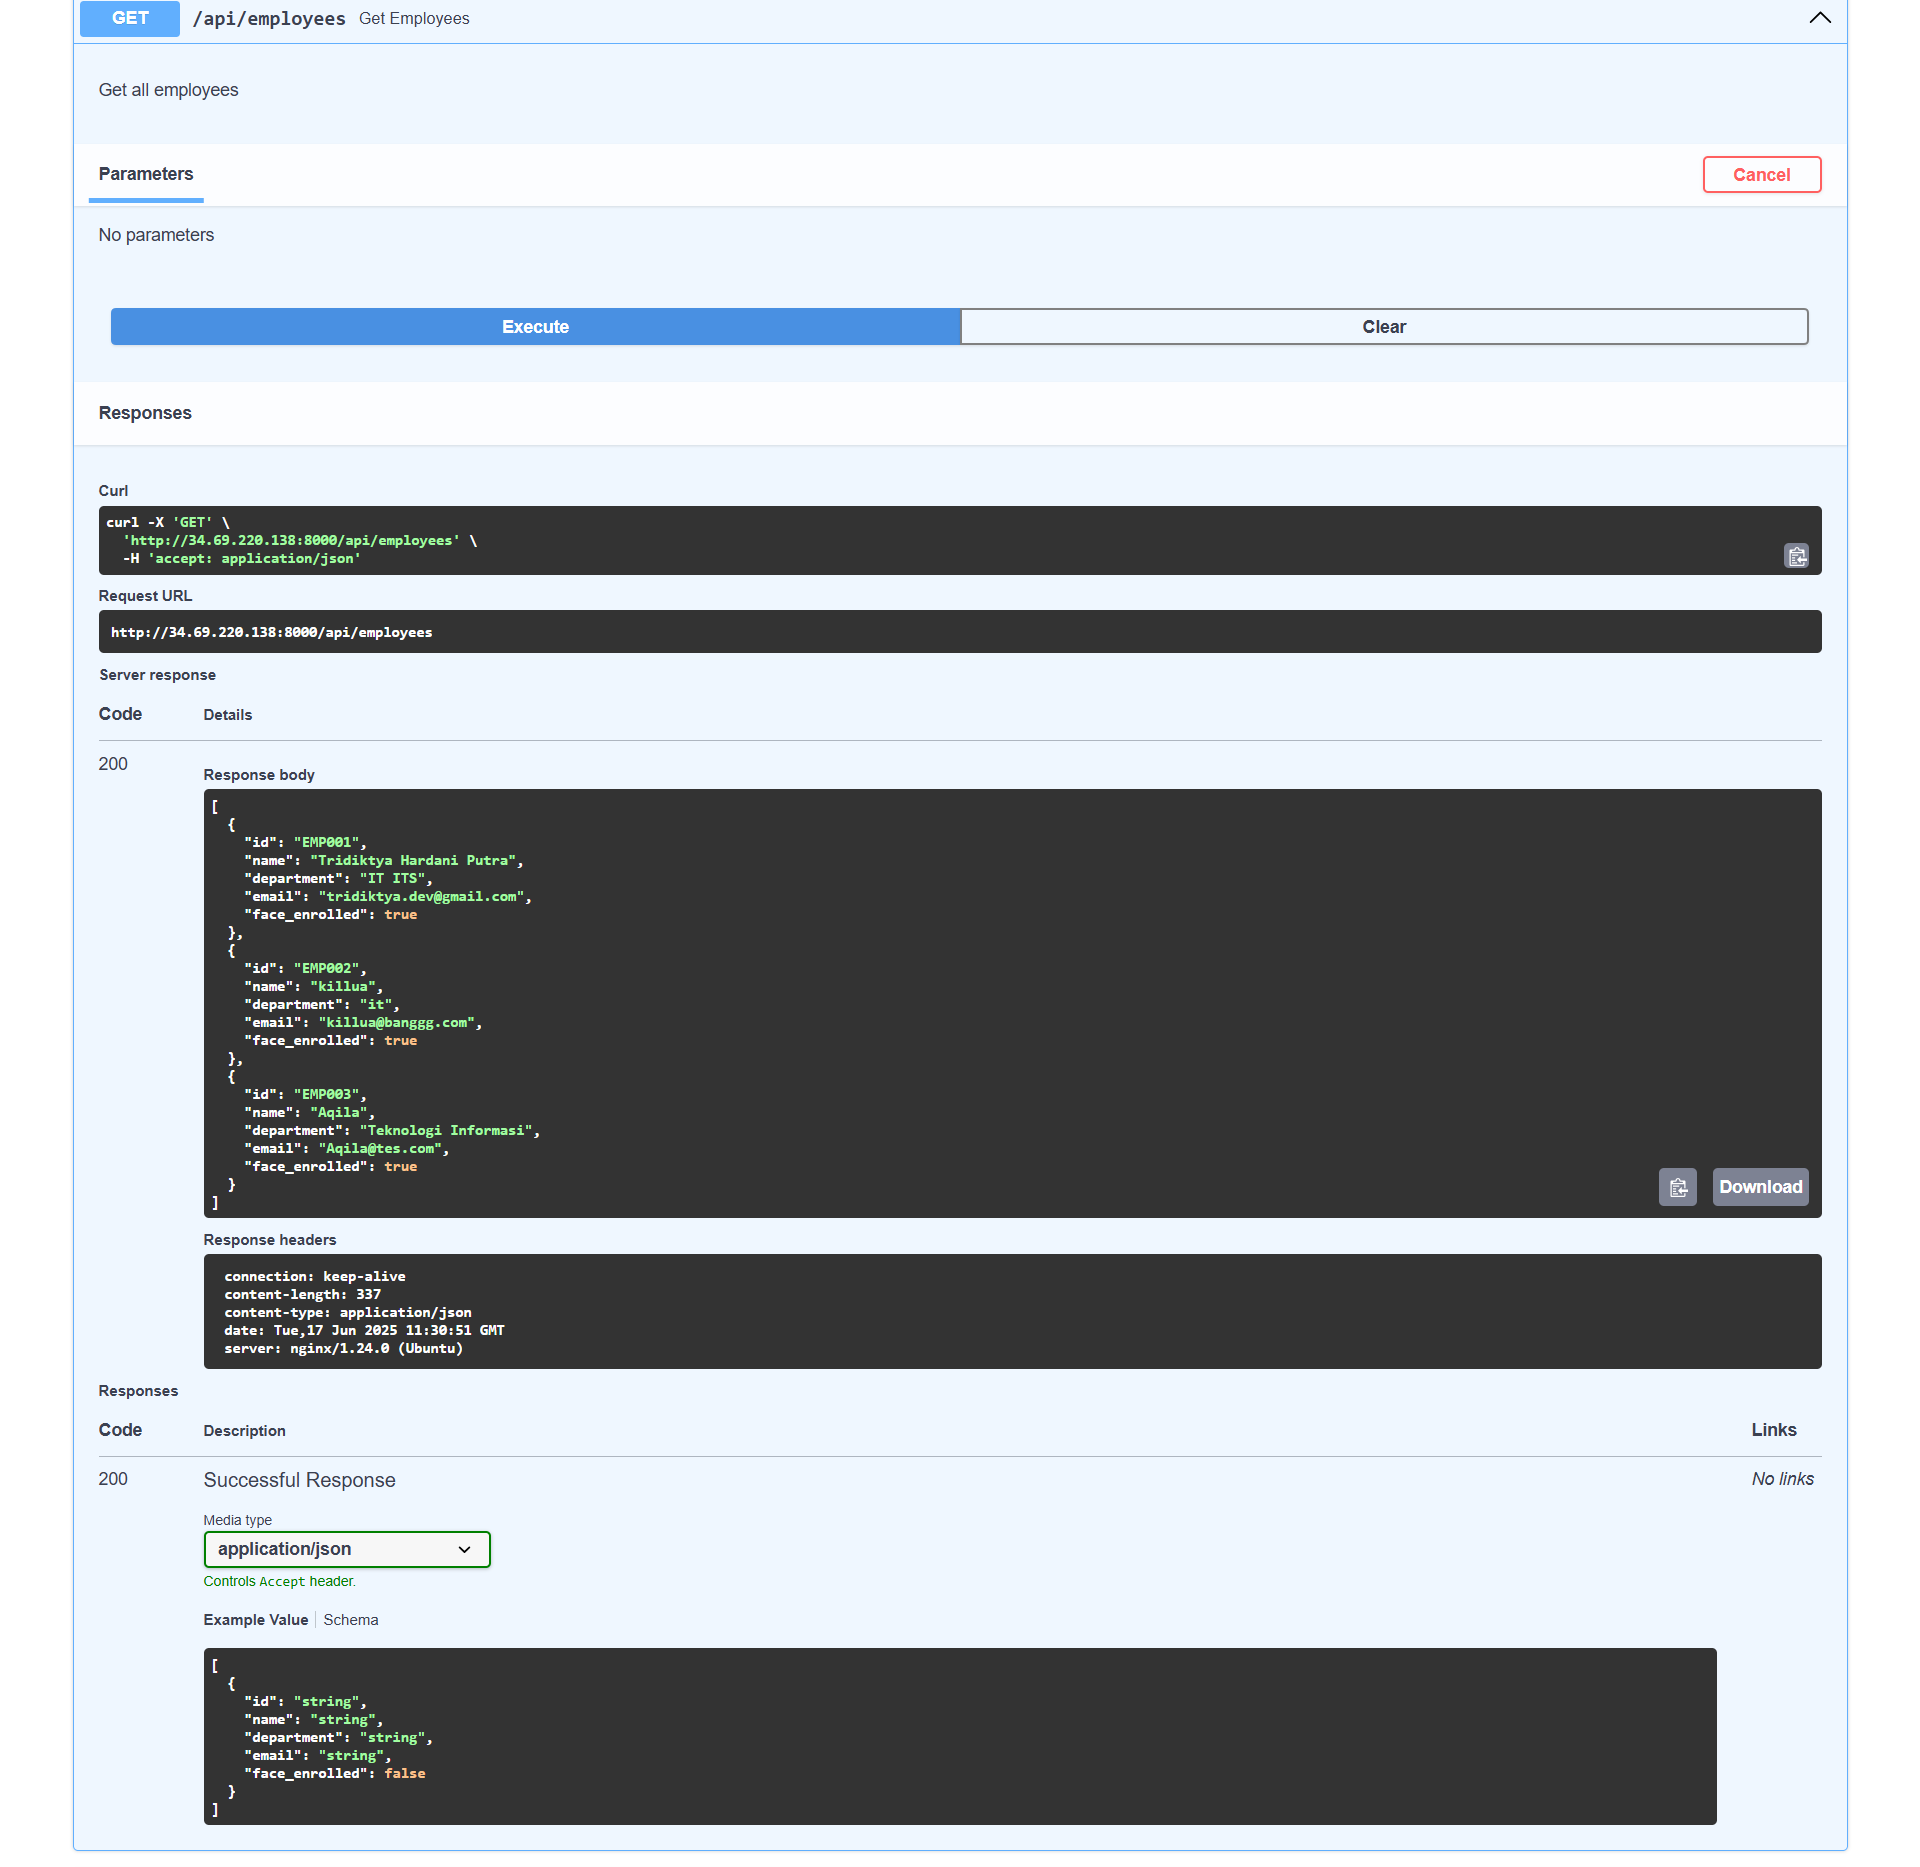 GET /api/employees Get Employees
Get all employees
Parameters
Cancel
No parameters
Execute
Clear
Responses
Curl
curl -X 'GET' \
  'http://34.69.220.138:8000/api/employees' \
  -H 'accept: application/json'
Request URL
http://34.69.220.138:8000/api/employees
Server response
Code Details
200
Response body
[
  {
    "id": "EMP001",
    "name": "Tridiktya Hardani Putra",
    "department": "IT ITS",
    "email": "tridiktya.dev@gmail.com",
    "face_enrolled": true
  },
  {
    "id": "EMP002",
    "name": "killua",
    "department": "it",
    "email": "killua@banggg.com",
    "face_enrolled": true
  },
  {
    "id": "EMP003",
    "name": "Aqila",
    "department": "Teknologi Informasi",
    "email": "Aqila@tes.com",
    "face_enrolled": true
  }
]
Download
Response headers
connection: keep-alive
content-length: 337
content-type: application/json
date: Tue,17 Jun 2025 11:30:51 GMT
server: nginx/1.24.0 (Ubuntu)
Responses
Code Description Links
200 Successful Response No links
Media type
application/json
Controls Accept header.
Example Value Schema
[
  {
    "id": "string",
    "name": "string",
    "department": "string",
    "email": "string",
    "face_enrolled": false
  }
]